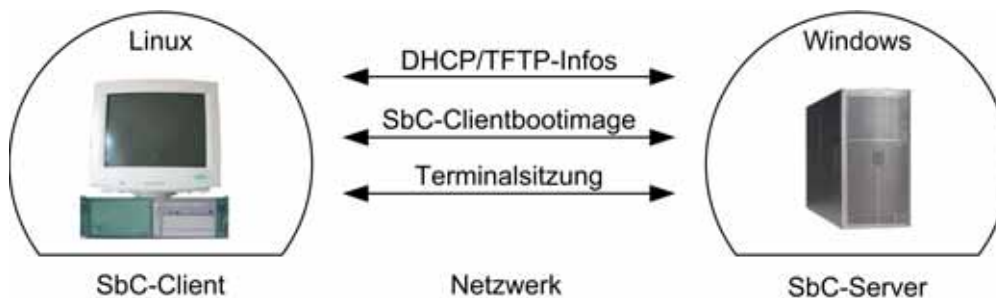 Linux
DHCP/TFTP-Infos
Windows
SbC-Clientbootimage
Terminalsitzung
SbC-Client
Netzwerk
SbC-Server